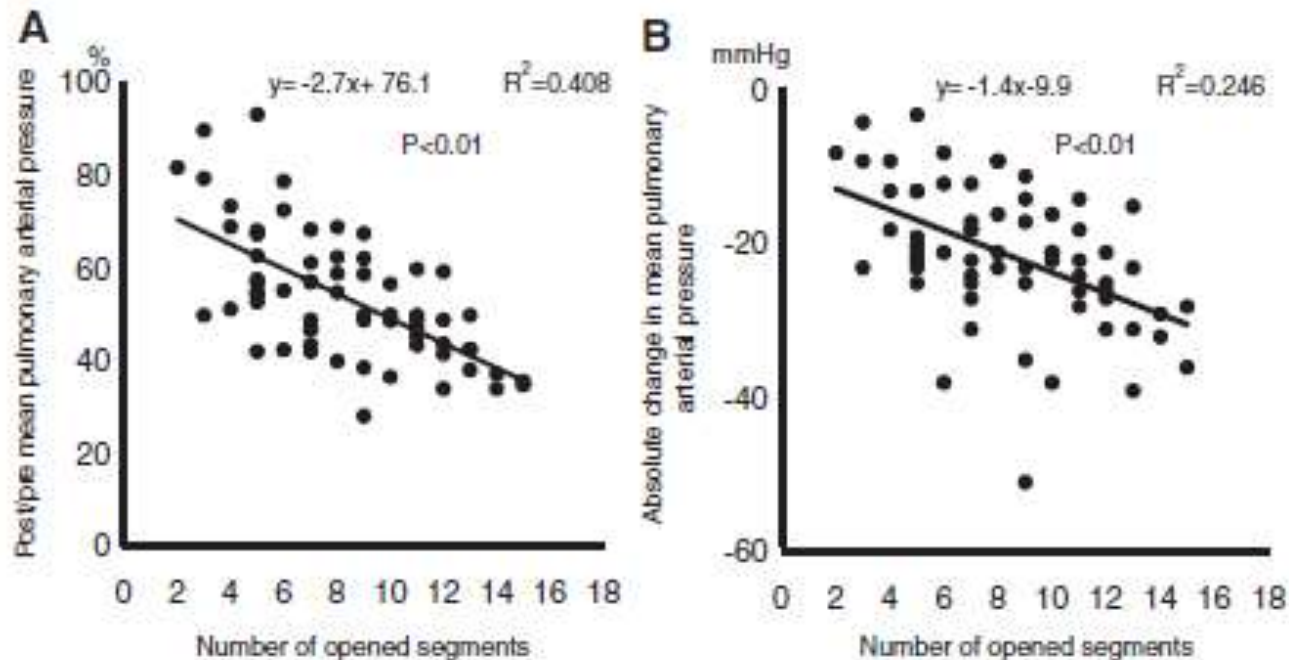 A
%
Post/pre mean pulmonary arterial pressure
y= -2.7x+ 76.1
R²=0.408
P<0.01
100
80
60
40
20
0
0 2 4 6 8 10 12 14 16 18
Number of opened segments
B
mmHg
Absolute change in mean pulmonary
arterial pressure
y= -1.4x-9.9
R²=0.246
P<0.01
0
-20
-40
-60
0 2 4 6 8 10 12 14 16 18
Number of opened segments